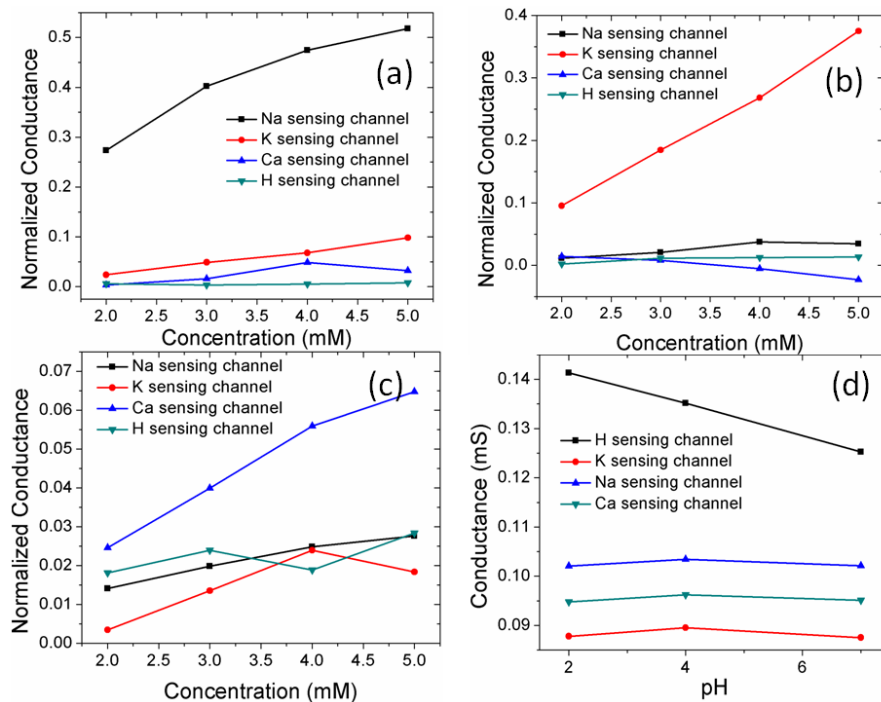 0.5
0.4
0.3
0.2
0.1
0.0
Normalized Conductance
(a)
Na sensing channel
K sensing channel
Ca sensing channel
H sensing channel
2.0 2.5 3.0 3.5 4.0 4.5 5.0
Concentration (mM)
0.4
0.3
0.2
0.1
0.0
Normalized Conductance
Na sensing channel
K sensing channel
Ca sensing channel
H sensing channel
(b)
2.0 2.5 3.0 3.5 4.0 4.5 5.0
Concentration (mM)
0.07
0.06
0.05
0.04
0.03
0.02
0.01
0.00
Normalized Conductance
Na sensing channel
K sensing channel
Ca sensing channel
H sensing channel
(c)
2.0 2.5 3.0 3.5 4.0 4.5 5.0
Concentration (mM)
0.14
0.13
0.12
0.11
0.10
0.09
Conductance (mS)
(d)
H sensing channel
K sensing channel
Na sensing channel
Ca sensing channel
2 4 6
pH